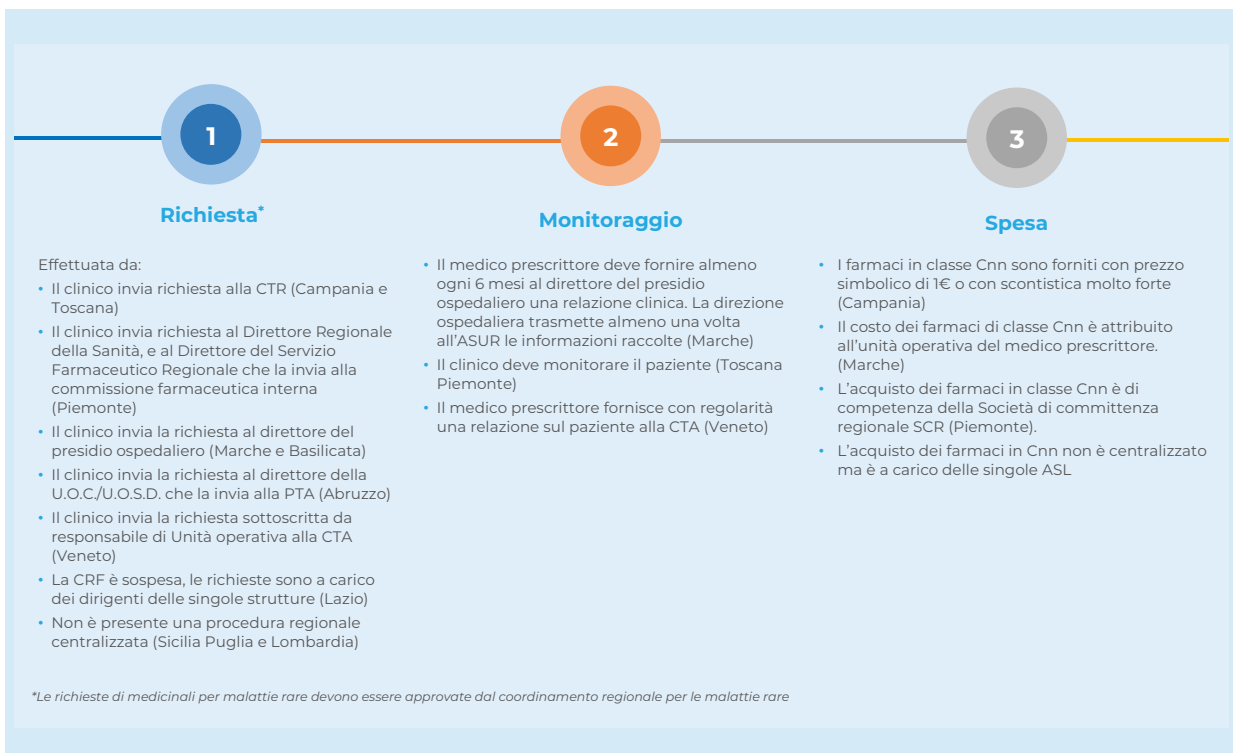 1
Richiesta*
Effettuata da:
• Il clinico invia richiesta alla CTR (Campania e
Toscana)
• Il clinico invia richiesta al Direttore Regionale
della Sanità, e al Direttore del Servizio
Farmaceutico Regionale che la invia alla
commissione farmaceutica interna
(Piemonte)
• Il clinico invia la richiesta al direttore del
presidio ospedaliero (Marche e Basilicata)
• Il clinico invia la richiesta al direttore della
U.O.C./U.O.S.D. che la invia alla PTA (Abruzzo)
• Il clinico invia la richiesta sottoscritta da
responsabile di Unità operativa alla CTA
(Veneto)
• La CRF è sospesa, le richieste sono a carico
dei dirigenti delle singole strutture (Lazio)
• Non è presente una procedura regionale
centralizzata (Sicilia Puglia e Lombardia)
2
Monitoraggio
• Il medico prescrittore deve fornire almeno
ogni 6 mesi al direttore del presidio
ospedaliero una relazione clinica. La direzione
ospedaliera trasmette almeno una volta
all'ASUR le informazioni raccolte (Marche)
• Il clinico deve monitorare il paziente (Toscana
Piemonte)
• Il medico prescrittore fornisce con regolarità
una relazione sul paziente alla CTA (Veneto)
3
Spesa
• I farmaci in classe Cnn sono forniti con prezzo
simbolico di 1€ o con scontistica molto forte
(Campania)
• Il costo dei farmaci di classe Cnn è attribuito
all'unità operativa del medico prescrittore.
(Marche)
• L'acquisto dei farmaci in classe Cnn è di
competenza della Società di committenza
regionale SCR (Piemonte).
• L'acquisto dei farmaci in Cnn non è centralizzato
ma è a carico delle singole ASL
*Le richieste di medicinali per malattie rare devono essere approvate dal coordinamento regionale per le malattie rare